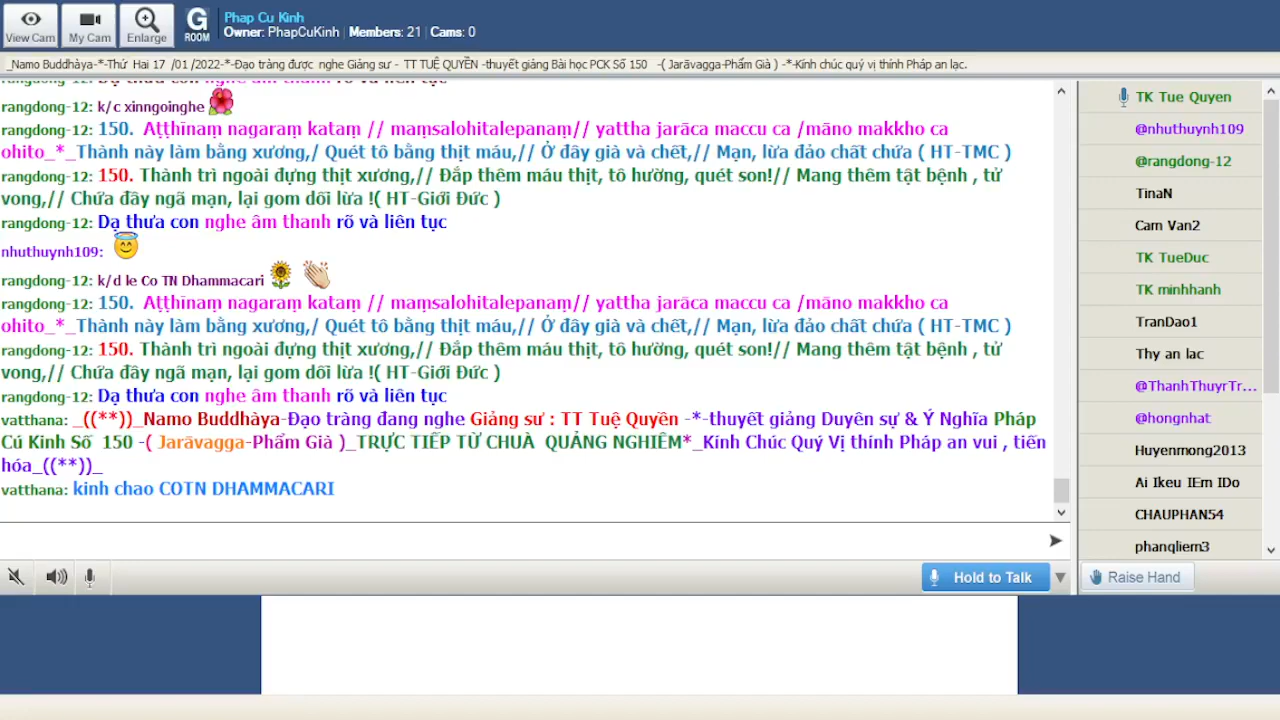 View Cam
My Cam
Enlarge
G
ROOM
Phap Cu Kinh
Owner: PhapCuKinh | Members: 21 | Cams: 0
_Namo Buddhàya-*-Thứ Hai 17 /01 /2022-*-Đạo tràng được nghe Giảng sư - TT TUỆ QUYỀN -thuyết giảng Bài học PCK Số 150 -( Jarāvagga-Phẩm Già ) -*-Kính chúc quý vị thính Pháp an lạc.
rangdong-12: Dạ thưa con nghe âm thanh rõ và liên tục
rangdong-12: k/c xinngoinghe
rangdong-12: 150. Aṭṭhīnaṃ nagaraṃ kataṃ // maṃsalohitalepanaṃ// yattha jarāca maccu ca /māno makkho ca
ohito_*_Thành này làm bằng xương,/ Quét tô bằng thịt máu,// Ở đây già và chết,// Mạn, lừa đảo chất chứa ( HT-TMC )
rangdong-12: 150. Thành trì ngoài đựng thịt xương,// Đắp thêm máu thịt, tô hường, quét son!// Mang thêm tật bệnh , tử
vong,// Chứa đầy ngã mạn, lại gom dối lừa !( HT-Giới Đức )
rangdong-12: Dạ thưa con nghe âm thanh rõ và liên tục
nhuthuynh109:
rangdong-12: k/d le Co TN Dhammacari
rangdong-12: 150. Aṭṭhīnaṃ nagaraṃ kataṃ // maṃsalohitalepanaṃ// yattha jarāca maccu ca /māno makkho ca
ohito_*_Thành này làm bằng xương,/ Quét tô bằng thịt máu,// Ở đây già và chết,// Mạn, lừa đảo chất chứa ( HT-TMC )
rangdong-12: 150. Thành trì ngoài đựng thịt xương,// Đắp thêm máu thịt, tô hường, quét son!// Mang thêm tật bệnh , tử
vong,// Chứa đầy ngã mạn, lại gom dối lừa !( HT-Giới Đức )
rangdong-12: Dạ thưa con nghe âm thanh rõ và liên tục
vatthana: _((**))_Namo Buddhàya-Đạo tràng đang nghe Giảng sư : TT Tuệ Quyền -*-thuyết giảng Duyên sự & Ý Nghĩa Pháp
Cú Kinh Số 150 -( Jarāvagga-Phẩm Già )_TRỰC TIẾP TỪ CHUÀ QUẢNG NGHIÊM*_Kính Chúc Quý Vị thính Pháp an vui , tiến
hóa_((**))_
vatthana: kinh chao COTN DHAMMACARI
TK Tue Quyen
@nhuthuynh109
@rangdong-12
TinaN
Cam Van2
TK TueDuc
TK minhhanh
TranDao1
Thy an lac
@ThanhThuyrTr...
@hongnhat
Huyenmong2013
Ai Ikeu IEm IDo
CHAUPHAN54
phanqliem3
Hold to Talk
Raise Hand